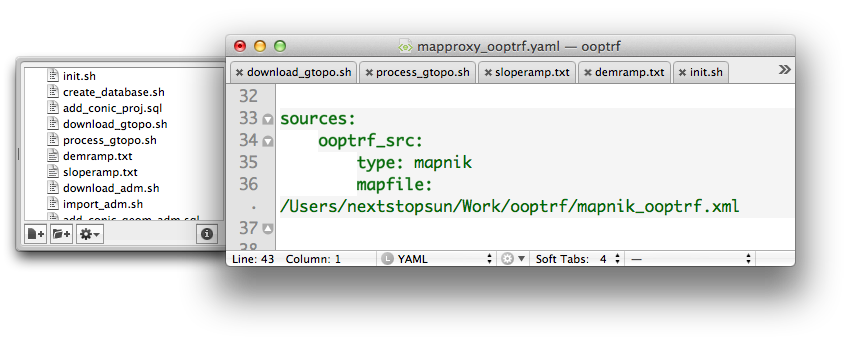 mapproxy_ooptrf.yaml — ooptrf
init.sh
create_database.sh
add_conic_proj.sql
download_gtopo.sh
process_gtopo.sh
demramp.txt
sloperamp.txt
download_adm.sh
import_adm.sh
add_conic_geom_adm.sql
download_gtopo.sh process_gtopo.sh sloperamp.txt demramp.txt init.sh
32
33 sources:
34 ooptrf_src:
35 type: mapnik
36 mapfile:
/Users/nextstopsun/Work/ooptrf/mapnik_ooptrf.xml
37
38
Line: 43 Column: 1 L YAML Soft Tabs: 4 —